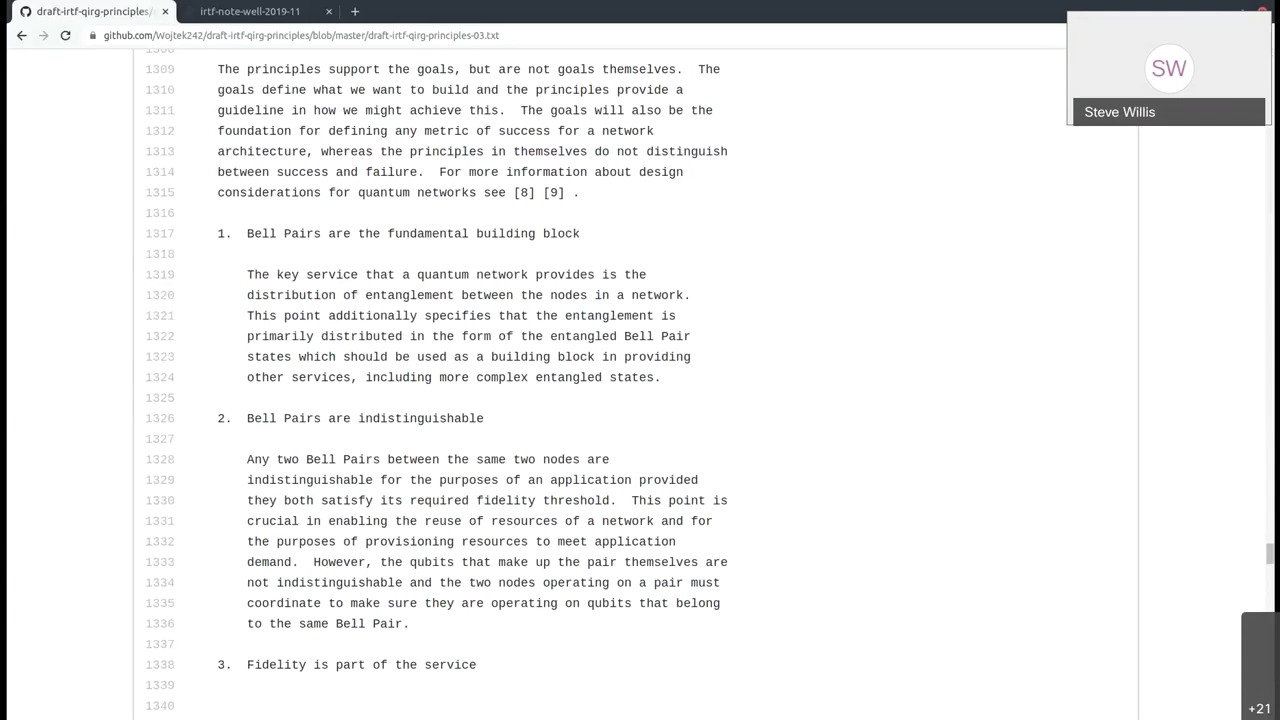 draft-irtf-qirg-principles/ × irtf-note-well-2019-11 × +
github.com/Wojtek242/draft-irtf-qirg-principles/blob/master/draft-irtf-qirg-principles-03.txt
SW
Steve Willis
1308
1309 The principles support the goals, but are not goals themselves. The
1310 goals define what we want to build and the principles provide a
1311 guideline in how we might achieve this. The goals will also be the
1312 foundation for defining any metric of success for a network
1313 architecture, whereas the principles in themselves do not distinguish
1314 between success and failure. For more information about design
1315 considerations for quantum networks see [8] [9] .
1316
1317 1. Bell Pairs are the fundamental building block
1318
1319 The key service that a quantum network provides is the
1320 distribution of entanglement between the nodes in a network.
1321 This point additionally specifies that the entanglement is
1322 primarily distributed in the form of the entangled Bell Pair
1323 states which should be used as a building block in providing
1324 other services, including more complex entangled states.
1325
1326 2. Bell Pairs are indistinguishable
1327
1328 Any two Bell Pairs between the same two nodes are
1329 indistinguishable for the purposes of an application provided
1330 they both satisfy its required fidelity threshold. This point is
1331 crucial in enabling the reuse of resources of a network and for
1332 the purposes of provisioning resources to meet application
1333 demand. However, the qubits that make up the pair themselves are
1334 not indistinguishable and the two nodes operating on a pair must
1335 coordinate to make sure they are operating on qubits that belong
1336 to the same Bell Pair.
1337
1338 3. Fidelity is part of the service
1339
1340
+21